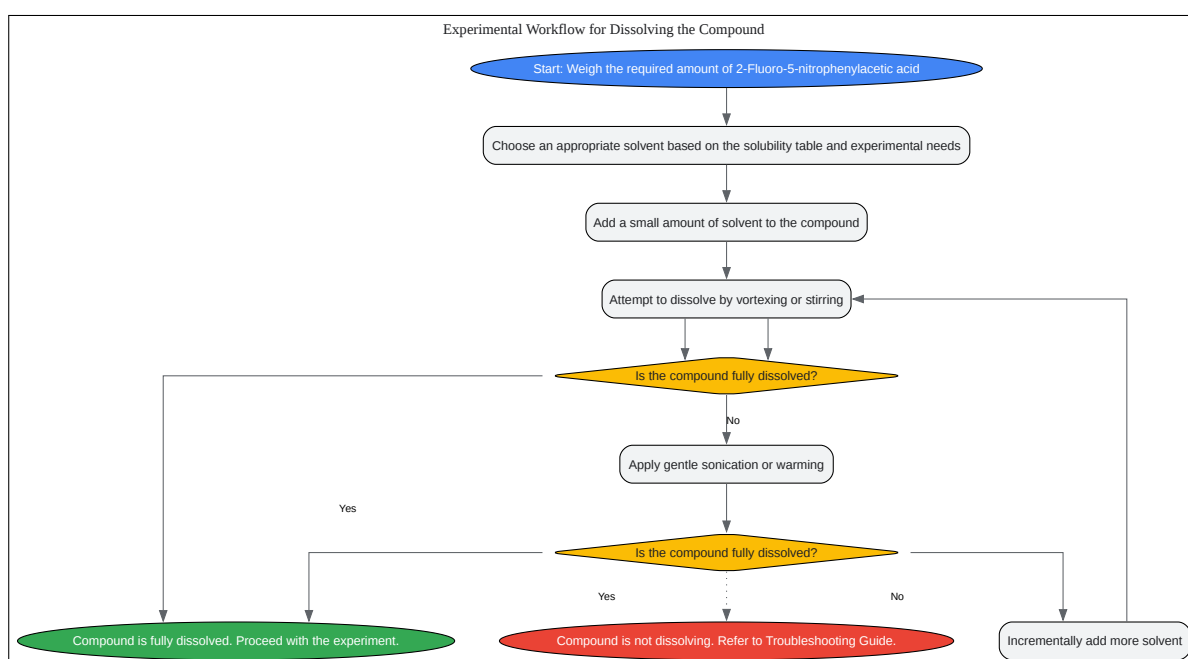 Experimental Workflow for Dissolving the Compound
Start: Weigh the required amount of 2-Fluoro-5-nitrophenylacetic acid
Choose an appropriate solvent based on the solubility table and experimental needs
Add a small amount of solvent to the compound
Attempt to dissolve by vortexing or stirring
Is the compound fully dissolved?
No
Apply gentle sonication or warming
Yes
Is the compound fully dissolved?
Yes
No
Compound is fully dissolved. Proceed with the experiment.
Compound is not dissolving. Refer to Troubleshooting Guide.
Incrementally add more solvent